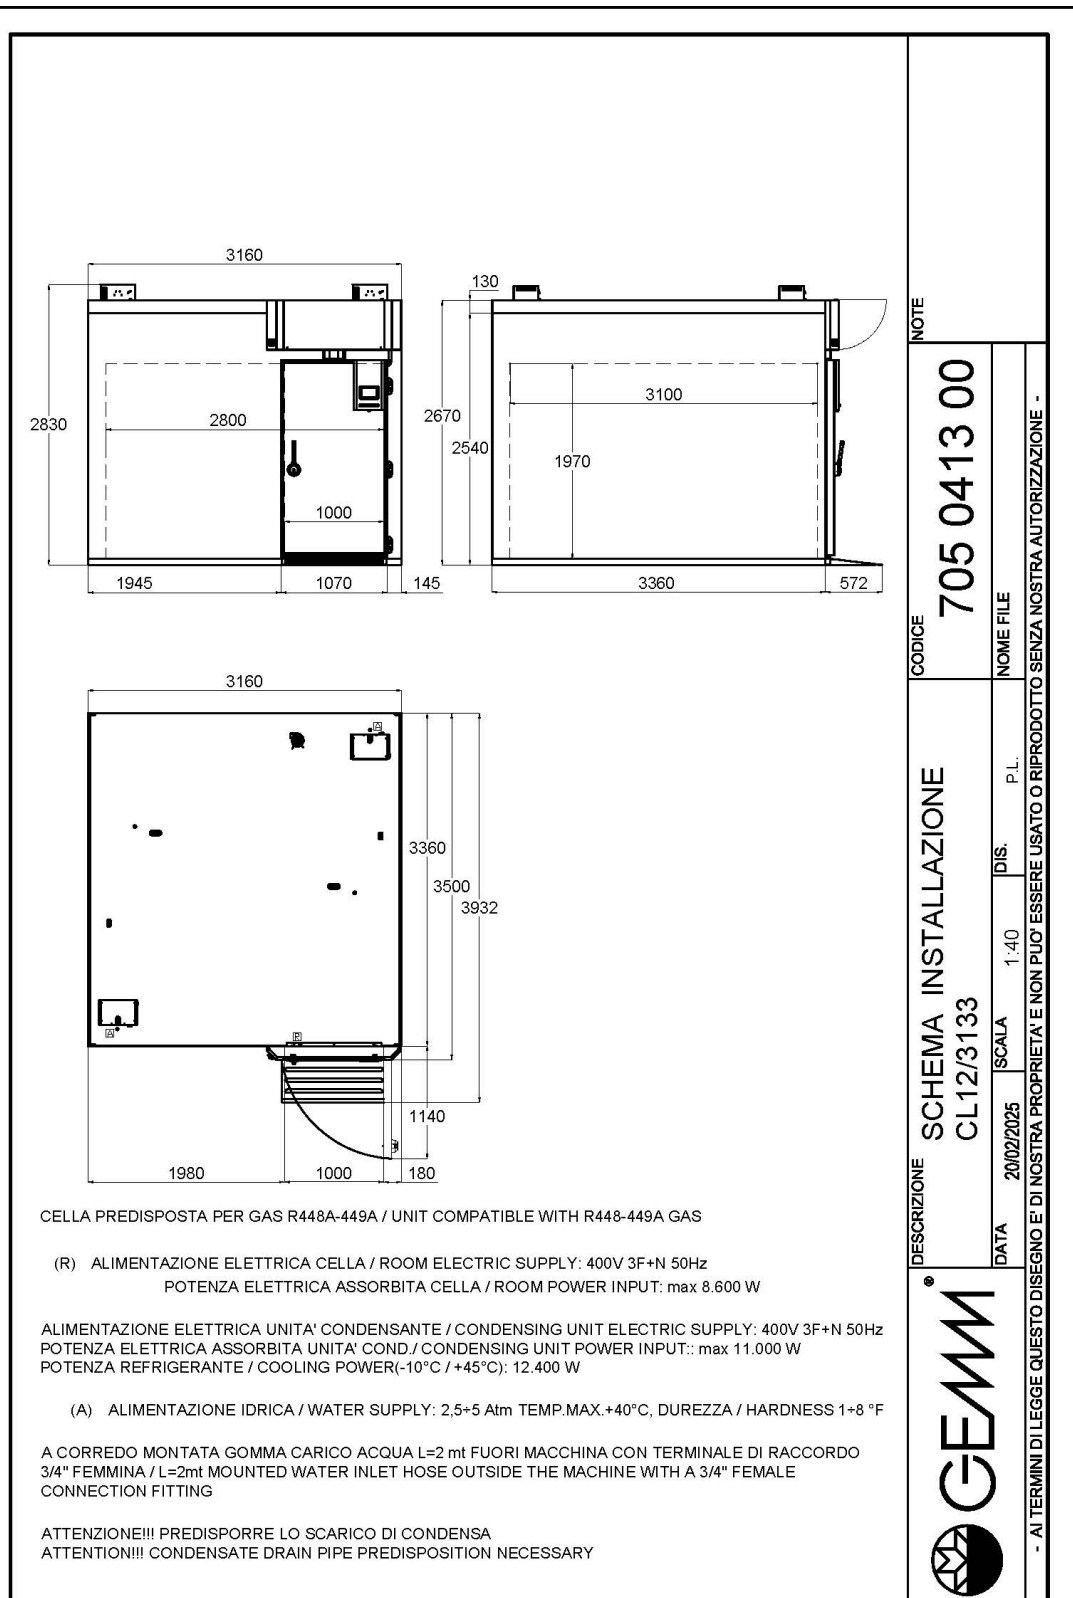 3160
130
2830
2800
1000
1945
1070
145
2670
2540
3100
1970
3360
572
3160
A
3360
3500
3932
A
R
1140
1980
1000
180
CELLA PREDISPOSTA PER GAS R448A-449A / UNIT COMPATIBLE WITH R448-449A GAS
(R) ALIMENTAZIONE ELETTRICA CELLA / ROOM ELECTRIC SUPPLY: 400V 3F+N 50Hz
POTENZA ELETTRICA ASSORBITA CELLA / ROOM POWER INPUT: max 8.600 W
ALIMENTAZIONE ELETTRICA UNITA' CONDENSANTE / CONDENSING UNIT ELECTRIC SUPPLY: 400V 3F+N 50Hz
POTENZA ELETTRICA ASSORBITA UNITA' COND./ CONDENSING UNIT POWER INPUT:: max 11.000 W
POTENZA REFRIGERANTE / COOLING POWER(-10°C / +45°C): 12.400 W
(A) ALIMENTAZIONE IDRICA / WATER SUPPLY: 2,5÷5 Atm TEMP.MAX.+40°C, DUREZZA / HARDNESS 1÷8 °F
A CORREDO MONTATA GOMMA CARICO ACQUA L=2 mt FUORI MACCHINA CON TERMINALE DI RACCORDO
3/4" FEMMINA / L=2mt MOUNTED WATER INLET HOSE OUTSIDE THE MACHINE WITH A 3/4" FEMALE
CONNECTION FITTING
ATTENZIONE!!! PREDISPORRE LO SCARICO DI CONDENSA
ATTENTION!!! CONDENSATE DRAIN PIPE PREDISPOSITION NECESSARY
GEMM®
DESCRIZIONE
SCHEMA INSTALLAZIONE
CL12/3133
CODICE
705 0413 00
NOTE
DATA
20/02/2025
SCALA
1:40
DIS.
P.L.
NOME FILE
- AI TERMINI DI LEGGE QUESTO DISEGNO E' DI NOSTRA PROPRIETA' E NON PUO' ESSERE USATO O RIPRODOTTO SENZA NOSTRA AUTORIZZAZIONE -